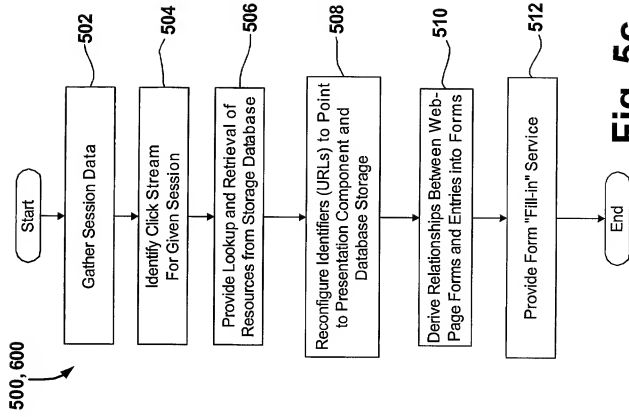 500, 600
Start
Gather Session Data
502
Identify Click Stream
For Given Session
504
Provide Lookup and Retrieval of
Resources from Storage Database
506
Reconfigure Identifiers (URLs) to Point
to Presentation Component and
Database Storage
508
Derive Relationships Between Web-
Page Forms and Entries into Forms
510
Provide Form "Fill-in" Service
512
End